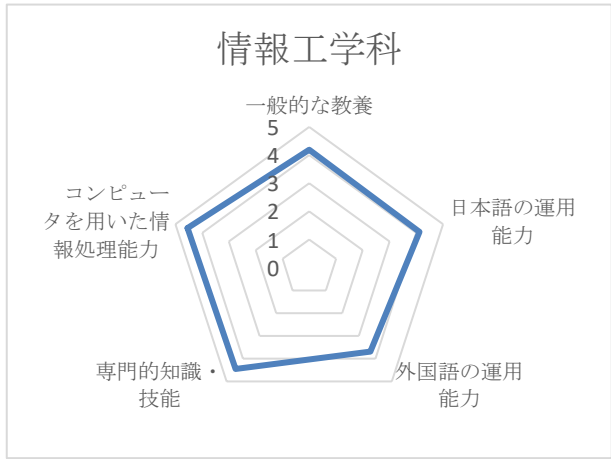 情報工学科
一般的な教養
5
4
3
2
1
0
日本語の運用
能力
外国語の運用
能力
専門的知識・
技能
コンピュー
タを用いた情
報処理能力